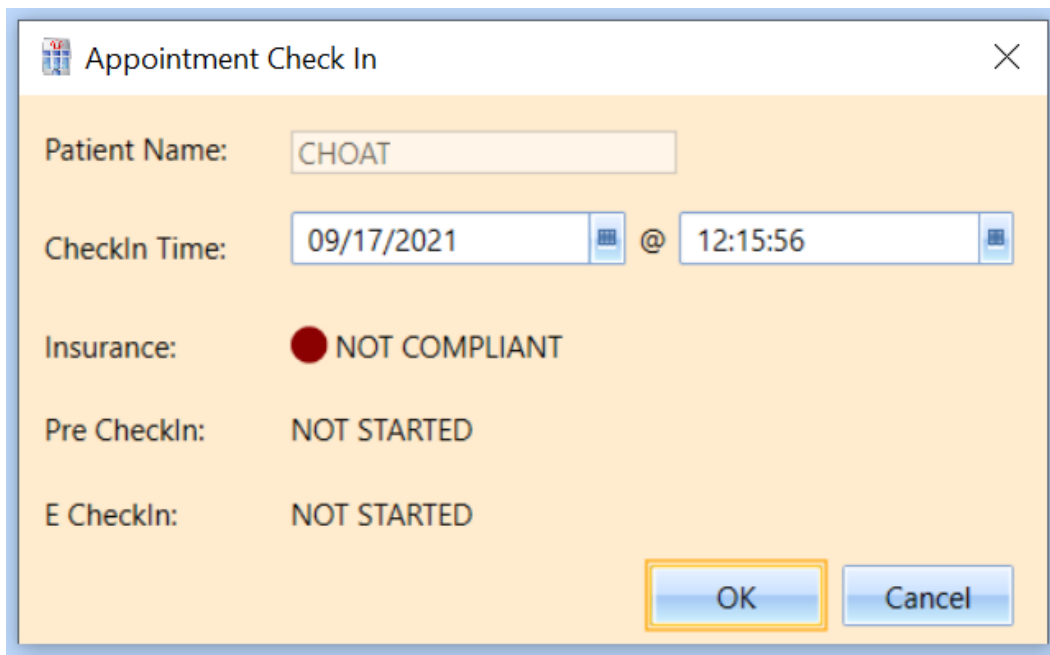 Appointment Check In
Patient Name: CHOAT
CheckIn Time: 09/17/2021 @ 12:15:56
Insurance: NOT COMPLIANT
Pre CheckIn: NOT STARTED
E CheckIn: NOT STARTED
OK Cancel